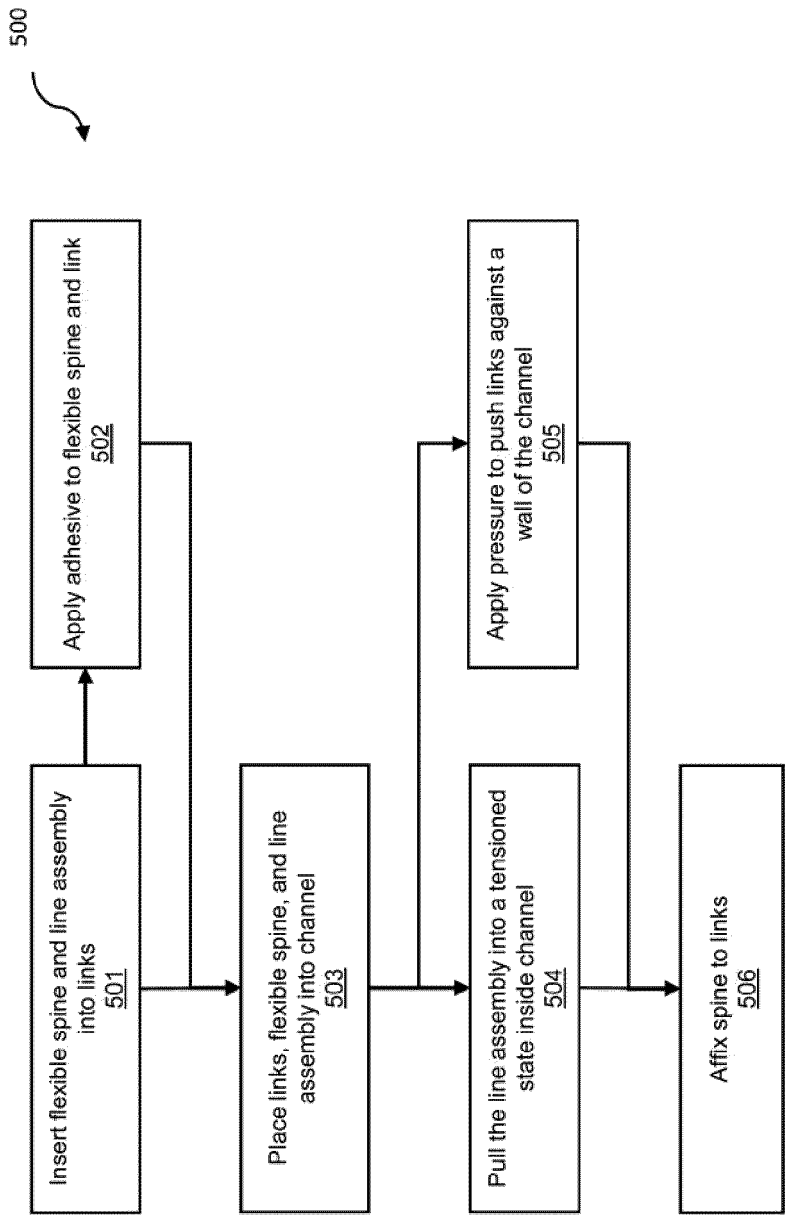 500
Insert flexible spine and line assembly
into links
501
Apply adhesive to flexible spine and link
502
Place links, flexible spine, and line
assembly into channel
503
Pull the line assembly into a tensioned
state inside channel
504
Apply pressure to push links against a
wall of the channel
505
Affix spine to links
506